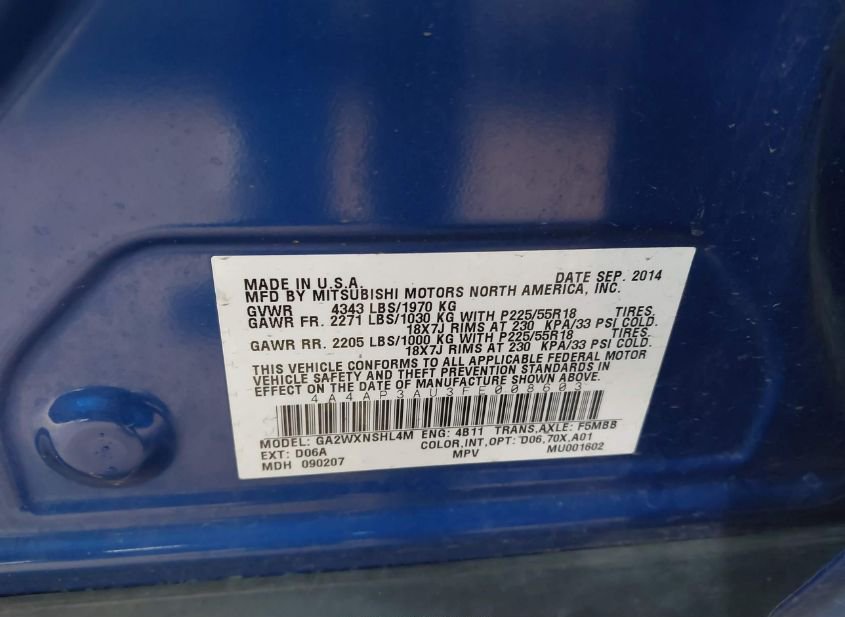 MADE IN U.S.A. DATE SEP. 2014
MFD BY MITSUBISHI MOTORS NORTH AMERICA, INC.
GVWR 4343 LBS/1970 KG
GAWR FR. 2271 LBS/1030 KG WITH P225/55R18 TIRES,
18X7J RIMS AT 230 KPA/33 PSI COLD.
GAWR RR. 2205 LBS/1000 KG WITH P225/55R18 TIRES,
18X7J RIMS AT 230 KPA/33 PSI COLD.
THIS VEHICLE CONFORMS TO ALL APPLICABLE FEDERAL MOTOR
VEHICLE SAFETY AND THEFT PREVENTION STANDARDS IN
EFFECT ON THE DATE OF MANUFACTURE SHOWN ABOVE.
4A4AP3AU3FE008603
MODEL: GA2WXNSHL4M ENG: 4B11 TRANS,AXLE: F5MBB
EXT: D06A COLOR,INT,OPT: D06,70X,A01
MDH 090207 MPV MU001602